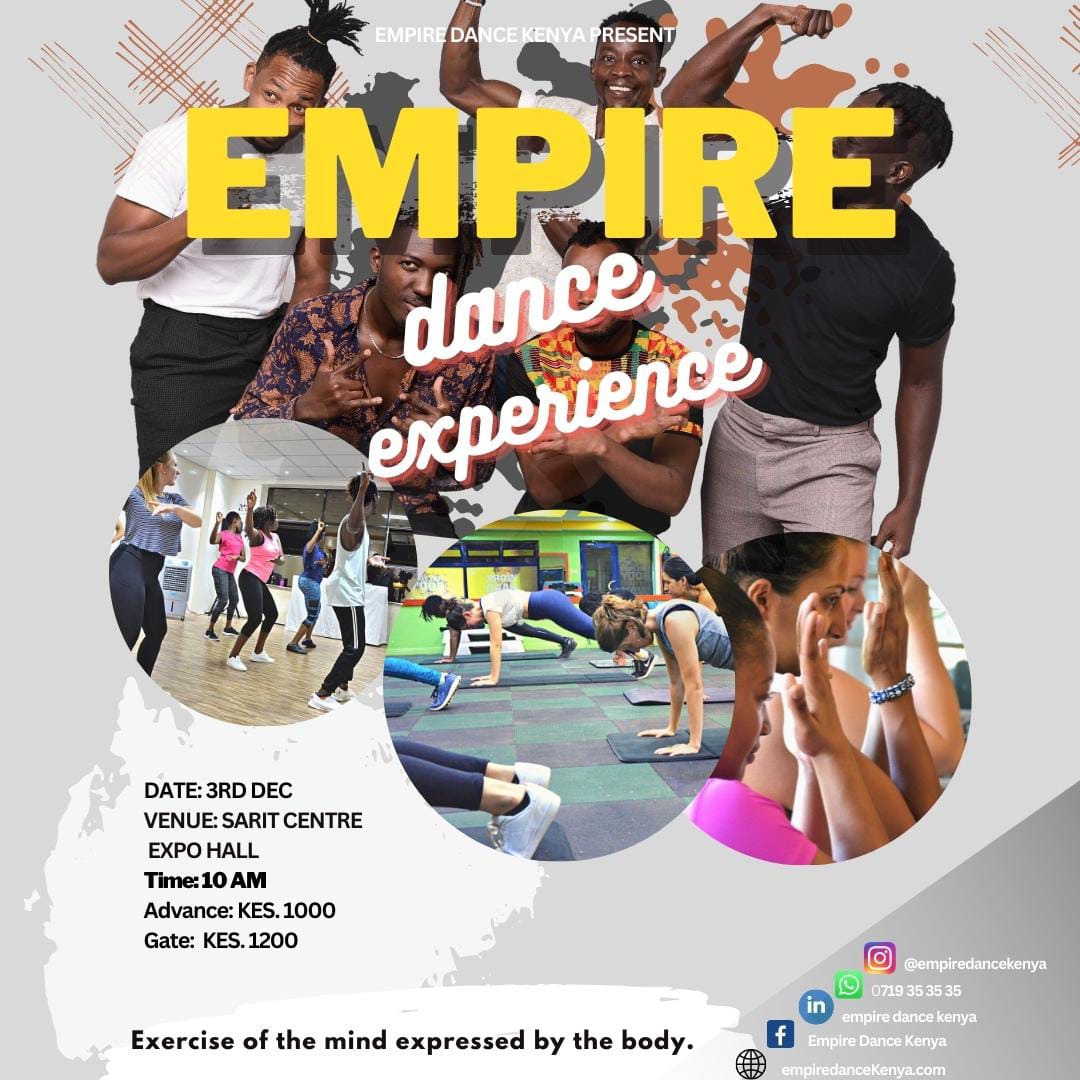 EMPIRE DANCE KENYA PRESENT
EMPIRE
dance
experience
DATE: 3RD DEC
VENUE: SARIT CENTRE
EXPO HALL
Time: 10 AM
Advance: KES. 1000
Gate: KES. 1200
@empiredancekenya
0719 35 35 35
in
empire dance kenya
f
Empire Dance Kenya
Exercise of the mind expressed by the body.
empiredanceKenya.com